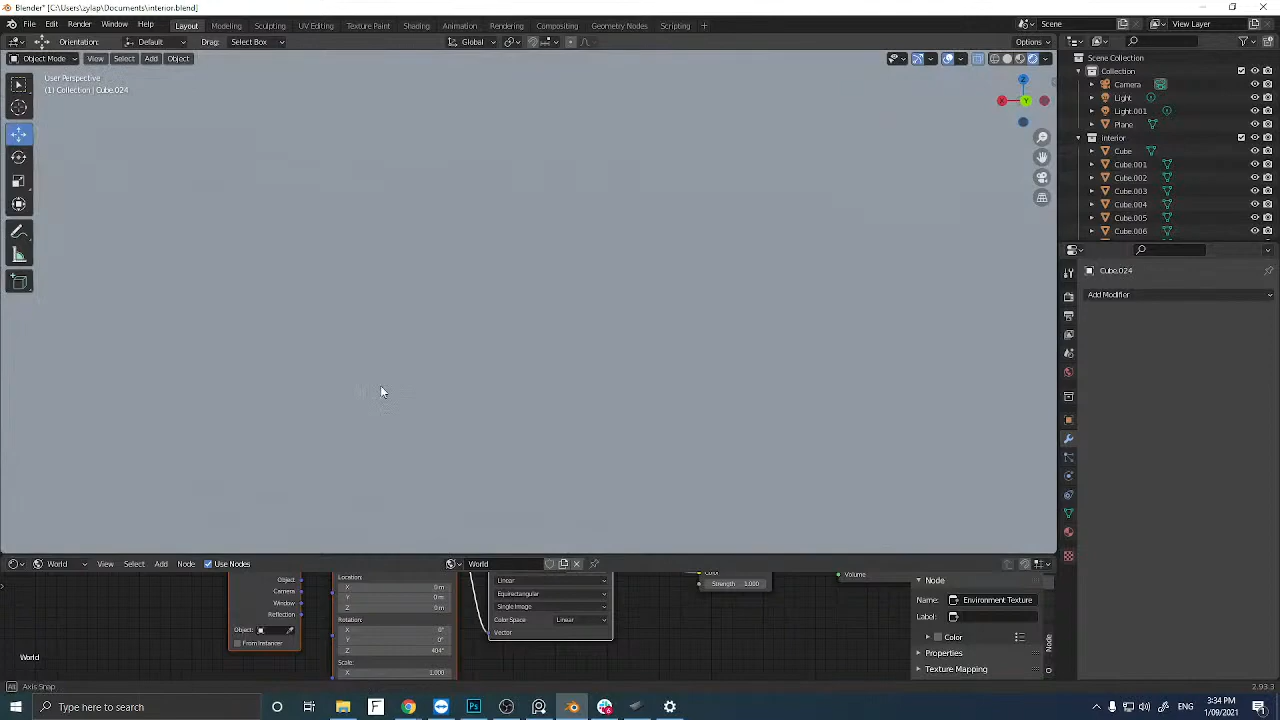 Blender* [C:\Users\zylap\Documents\interior.blend]
File Edit Render Window Help Layout Modeling Sculpting UV Editing Texture Paint Shading Animation Rendering Compositing Geometry Nodes Scripting + Scene View Layer
Orientation: Default Drag: Select Box Global Options
Object Mode View Select Add Object
User Perspective
(1) Collection | Cube.024
Z
X Y
Scene Collection
Collection
Camera
Light
Light.001
Plane
interior
Cube
Cube.001
Cube.002
Cube.003
Cube.004
Cube.005
Cube.006
Cube.024
Add Modifier
World View Select Add Node Use Nodes World
Object
Camera
Window
Reflection
Object:
From Instancer
Location:
X 0 m
Y 0 m
Z 0 m
Rotation:
X 0°
Y 0°
Z 404°
Scale:
X 1.000
Linear
Equirectangular
Single Image
Color Space Linear
Vector
Color
Strength 1.000
Volume
Node
Name: Environment Texture
Label:
Color
Properties
Texture Mapping
Node
World
Axis Snap
2.93.3
Type here to search
3:34 PM
1/09/2021